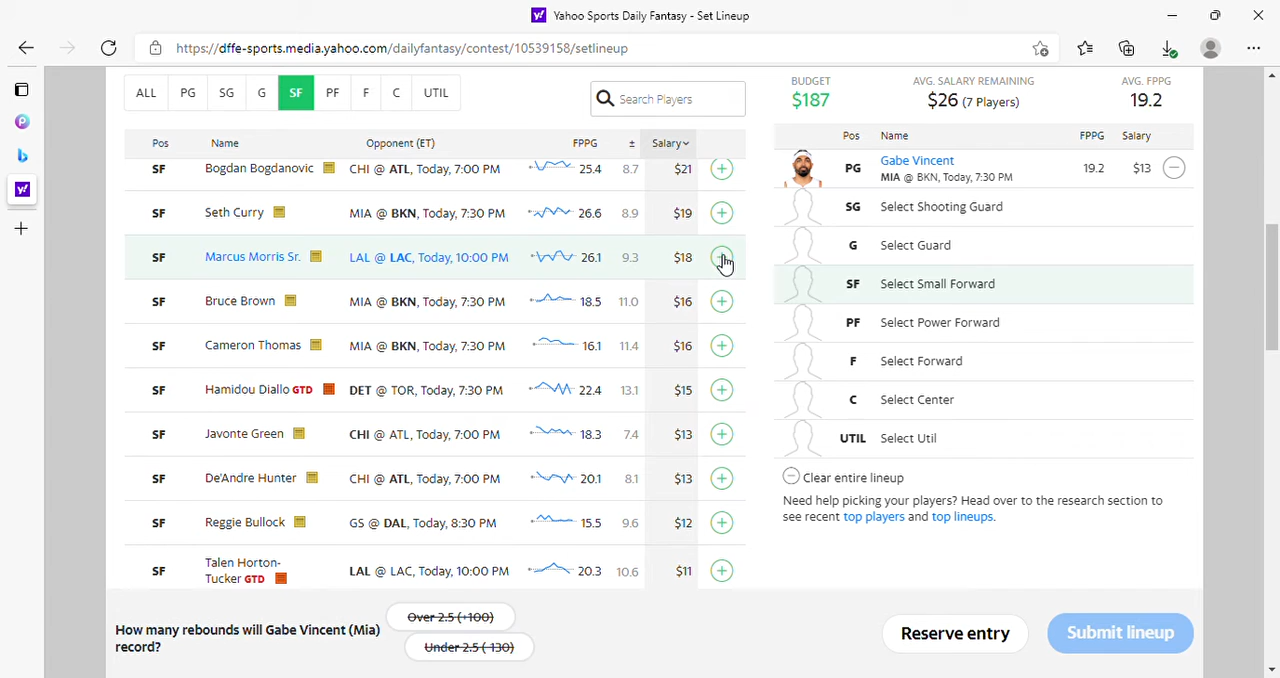 Yahoo Sports Daily Fantasy - Set Lineup
https://dffe-sports.media.yahoo.com/dailyfantasy/contest/10539158/setlineup
ALL PG SG G SF PF F C UTIL
Search Players
Pos Name Opponent (ET) FPPG ± Salary
SF Bogdan Bogdanovic CHI @ ATL, Today, 7:00 PM 25.4 8.7 $21
SF Seth Curry MIA @ BKN, Today, 7:30 PM 26.6 8.9 $19
SF Marcus Morris Sr. LAL @ LAC, Today, 10:00 PM 26.1 9.3 $18
SF Bruce Brown MIA @ BKN, Today, 7:30 PM 18.5 11.0 $16
SF Cameron Thomas MIA @ BKN, Today, 7:30 PM 16.1 11.4 $16
SF Hamidou Diallo GTD DET @ TOR, Today, 7:30 PM 22.4 13.1 $15
SF Javonte Green CHI @ ATL, Today, 7:00 PM 18.3 7.4 $13
SF De'Andre Hunter CHI @ ATL, Today, 7:00 PM 20.1 8.1 $13
SF Reggie Bullock GS @ DAL, Today, 8:30 PM 15.5 9.6 $12
SF Talen Horton-
Tucker GTD LAL @ LAC, Today, 10:00 PM 20.3 10.6 $11
BUDGET AVG. SALARY REMAINING AVG. FPPG
$187 $26 (7 Players) 19.2
Pos Name FPPG Salary
PG Gabe Vincent 19.2 $13
MIA @ BKN, Today, 7:30 PM
SG Select Shooting Guard
G Select Guard
SF Select Small Forward
PF Select Power Forward
F Select Forward
C Select Center
UTIL Select Util
Clear entire lineup
Need help picking your players? Head over to the research section to
see recent top players and top lineups.
How many rebounds will Gabe Vincent (Mia)
record?
Over 2.5 (+100)
Under 2.5 (-130)
Reserve entry
Submit lineup